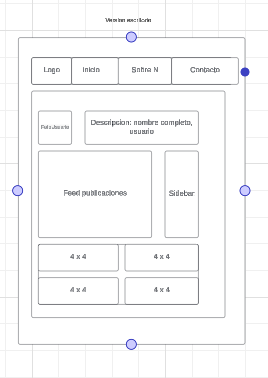 Version escritorio
Logo
Inicio
Sobre N
Contacto
Foto usuario
Descripcion: nombre completo,
usuario
Feed publicaciones
Sidebar
4 x 4
4 x 4
4 x 4
4 x 4